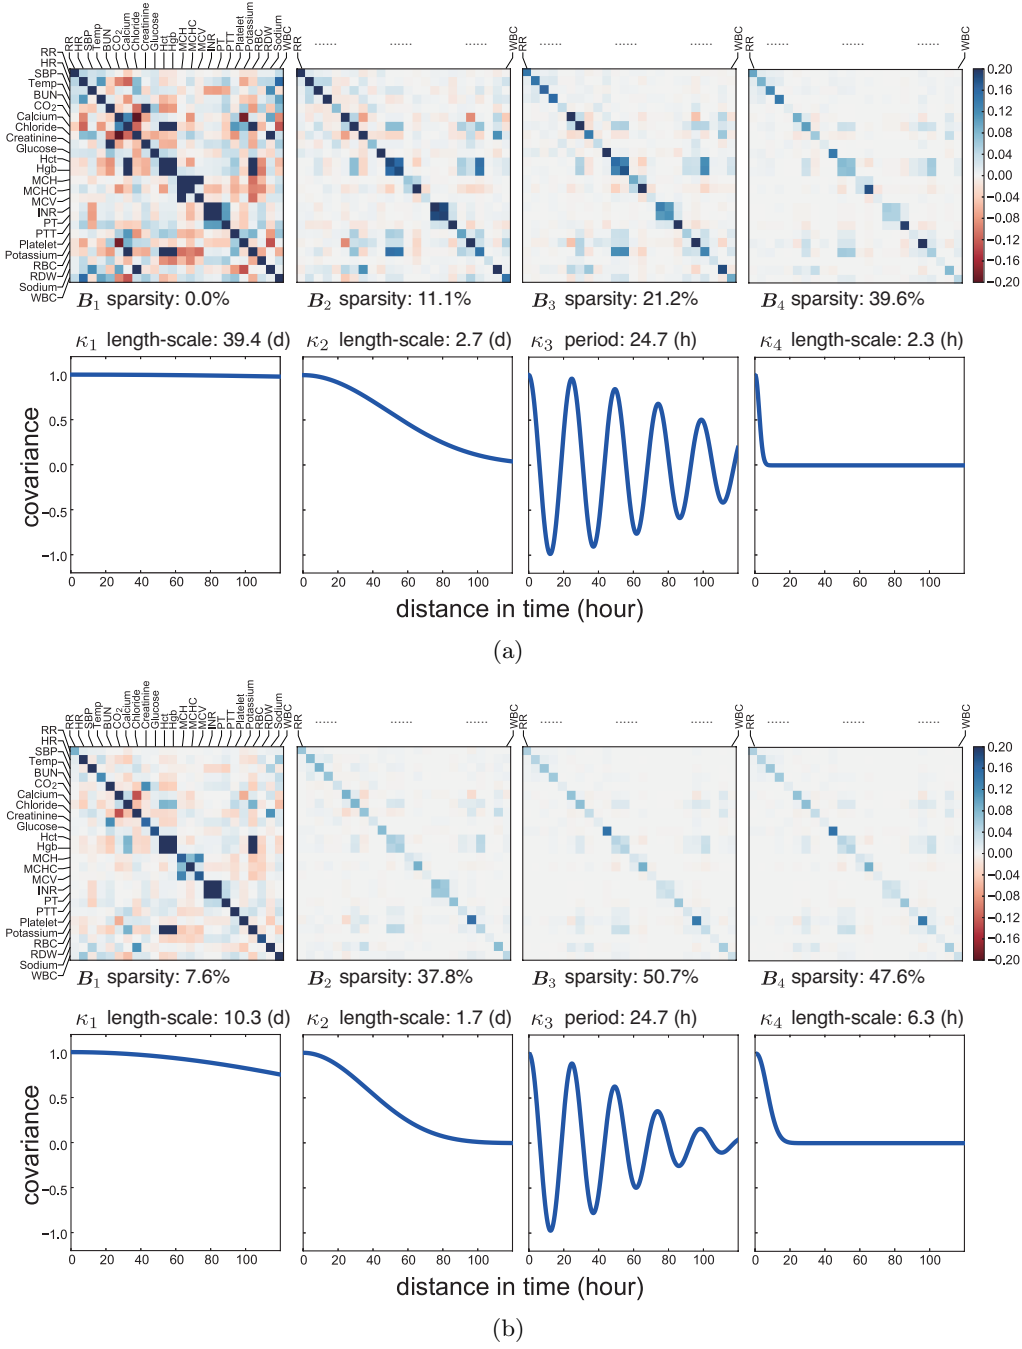 RR HR SBP Temp BUN CO2 Calcium Chloride Creatinine Glucose Hct Hgb MCH MCHC MCV INR PT PTT Platelet Potassium RBC RDW Sodium WBC
RR ...... ...... WBC
RR ...... ...... WBC
RR ...... ...... WBC
RR
HR
SBP
Temp
BUN
CO2
Calcium
Chloride
Creatinine
Glucose
Hct
Hgb
MCH
MCHC
MCV
INR
PT
PTT
Platelet
Potassium
RBC
RDW
Sodium
WBC
0.20
0.16
0.12
0.08
0.04
0.00
−0.04
−0.08
−0.12
−0.16
−0.20
B1 sparsity: 0.0%
B2 sparsity: 11.1%
B3 sparsity: 21.2%
B4 sparsity: 39.6%
κ1 length-scale: 39.4 (d)
κ2 length-scale: 2.7 (d)
κ3 period: 24.7 (h)
κ4 length-scale: 2.3 (h)
covariance
1.0
0.5
0.0
−0.5
−1.0
0 20 40 60 80 100
0 20 40 60 80 100
0 20 40 60 80 100
0 20 40 60 80 100
distance in time (hour)
(a)
RR HR SBP Temp BUN CO2 Calcium Chloride Creatinine Glucose Hct Hgb MCH MCHC MCV INR PT PTT Platelet Potassium RBC RDW Sodium WBC
RR ...... ...... WBC
RR ...... ...... WBC
RR ...... ...... WBC
RR
HR
SBP
Temp
BUN
CO2
Calcium
Chloride
Creatinine
Glucose
Hct
Hgb
MCH
MCHC
MCV
INR
PT
PTT
Platelet
Potassium
RBC
RDW
Sodium
WBC
0.20
0.16
0.12
0.08
0.04
0.00
−0.04
−0.08
−0.12
−0.16
−0.20
B1 sparsity: 7.6%
B2 sparsity: 37.8%
B3 sparsity: 50.7%
B4 sparsity: 47.6%
κ1 length-scale: 10.3 (d)
κ2 length-scale: 1.7 (d)
κ3 period: 24.7 (h)
κ4 length-scale: 6.3 (h)
covariance
1.0
0.5
0.0
−0.5
−1.0
0 20 40 60 80 100
0 20 40 60 80 100
0 20 40 60 80 100
0 20 40 60 80 100
distance in time (hour)
(b)